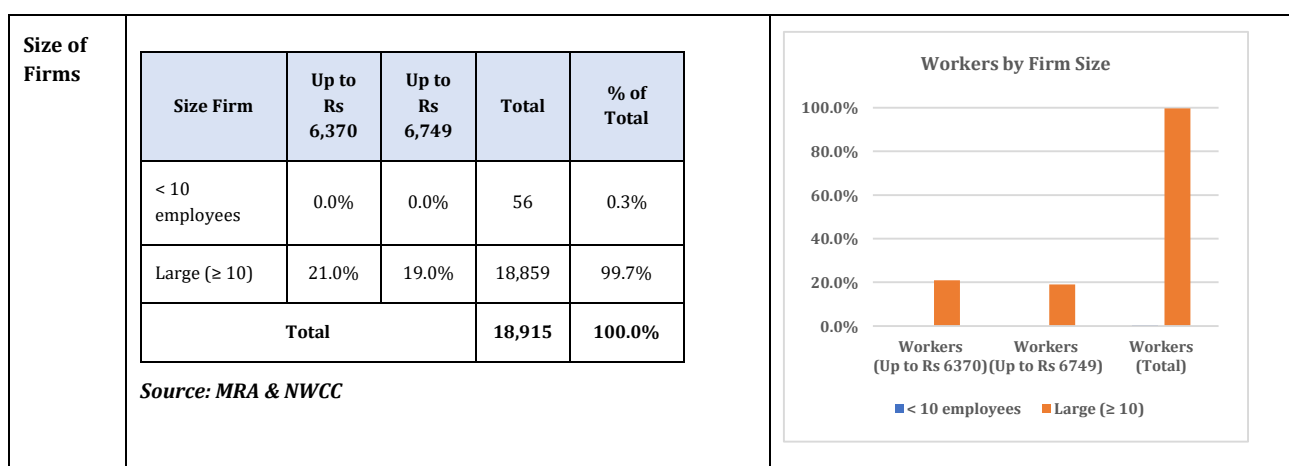 Size of
Firms
Size Firm
Up to
Rs
6,370
Up to
Rs
6,749
Total
% of
Total
< 10
employees
0.0%
0.0%
56
0.3%
Large (≥ 10)
21.0%
19.0%
18,859
99.7%
Total
18,915
100.0%
Source: MRA & NWCC
Workers by Firm Size
100.0%
80.0%
60.0%
40.0%
20.0%
0.0%
Workers
(Up to Rs 6370)
Workers
(Up to Rs 6749)
Workers
(Total)
< 10 employees
Large (≥ 10)